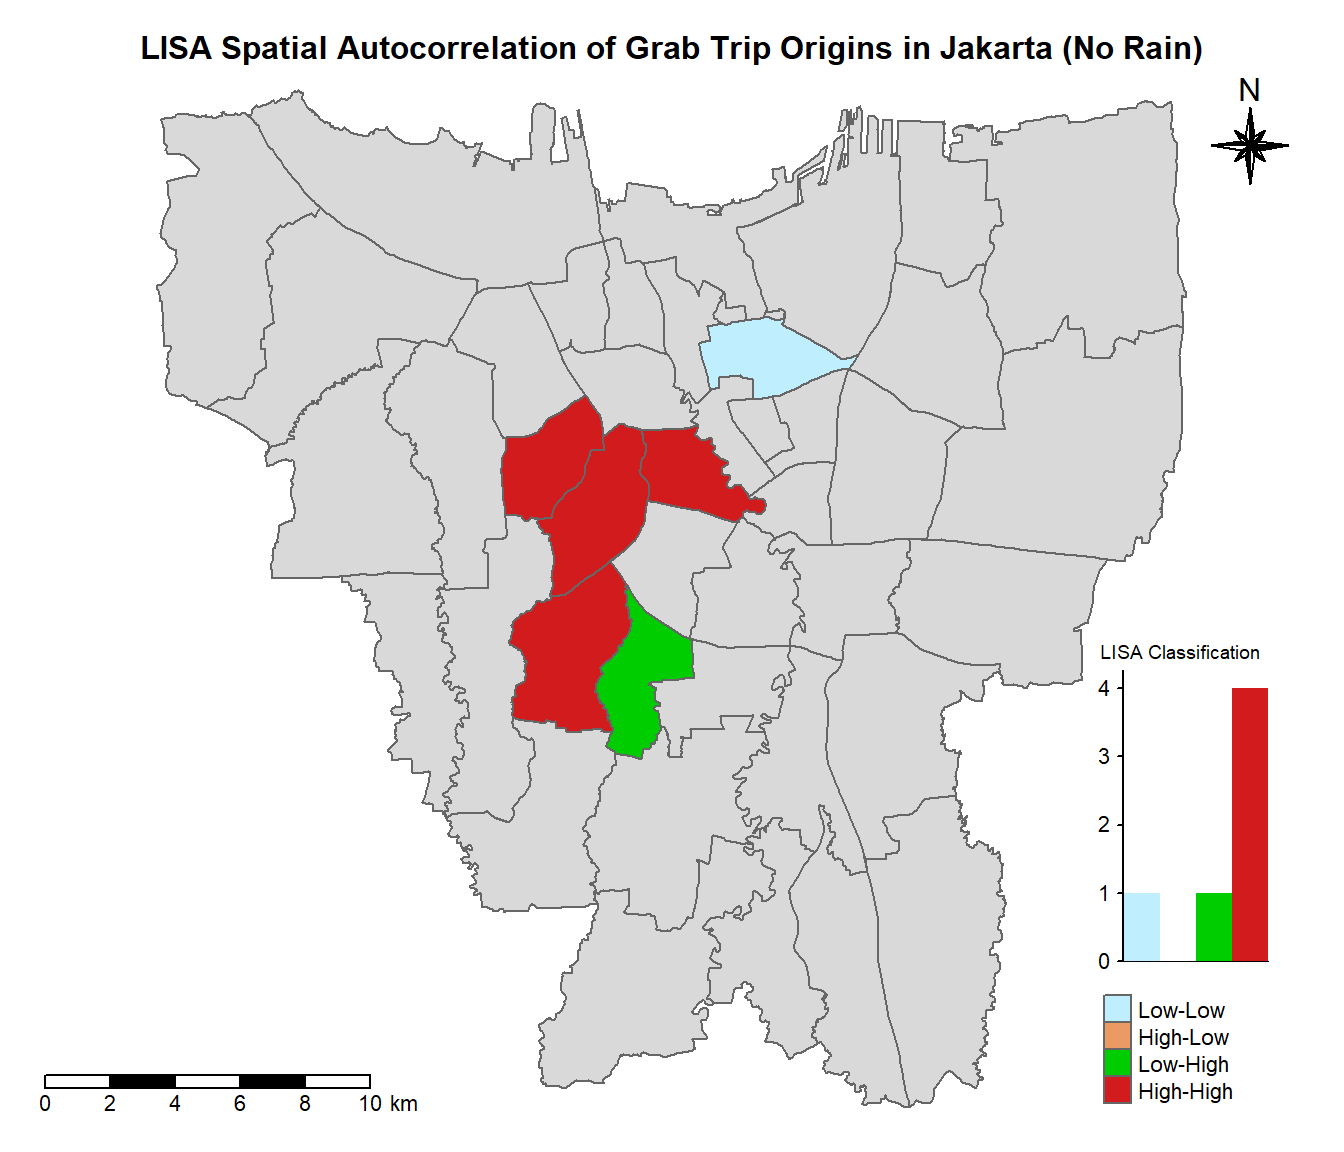 LISA Spatial Autocorrelation of Grab Trip Origins in Jakarta (No Rain)
N
LISA Classification
4
3
2
1
0
Low-Low
High-Low
Low-High
High-High
0 2 4 6 8 10 km